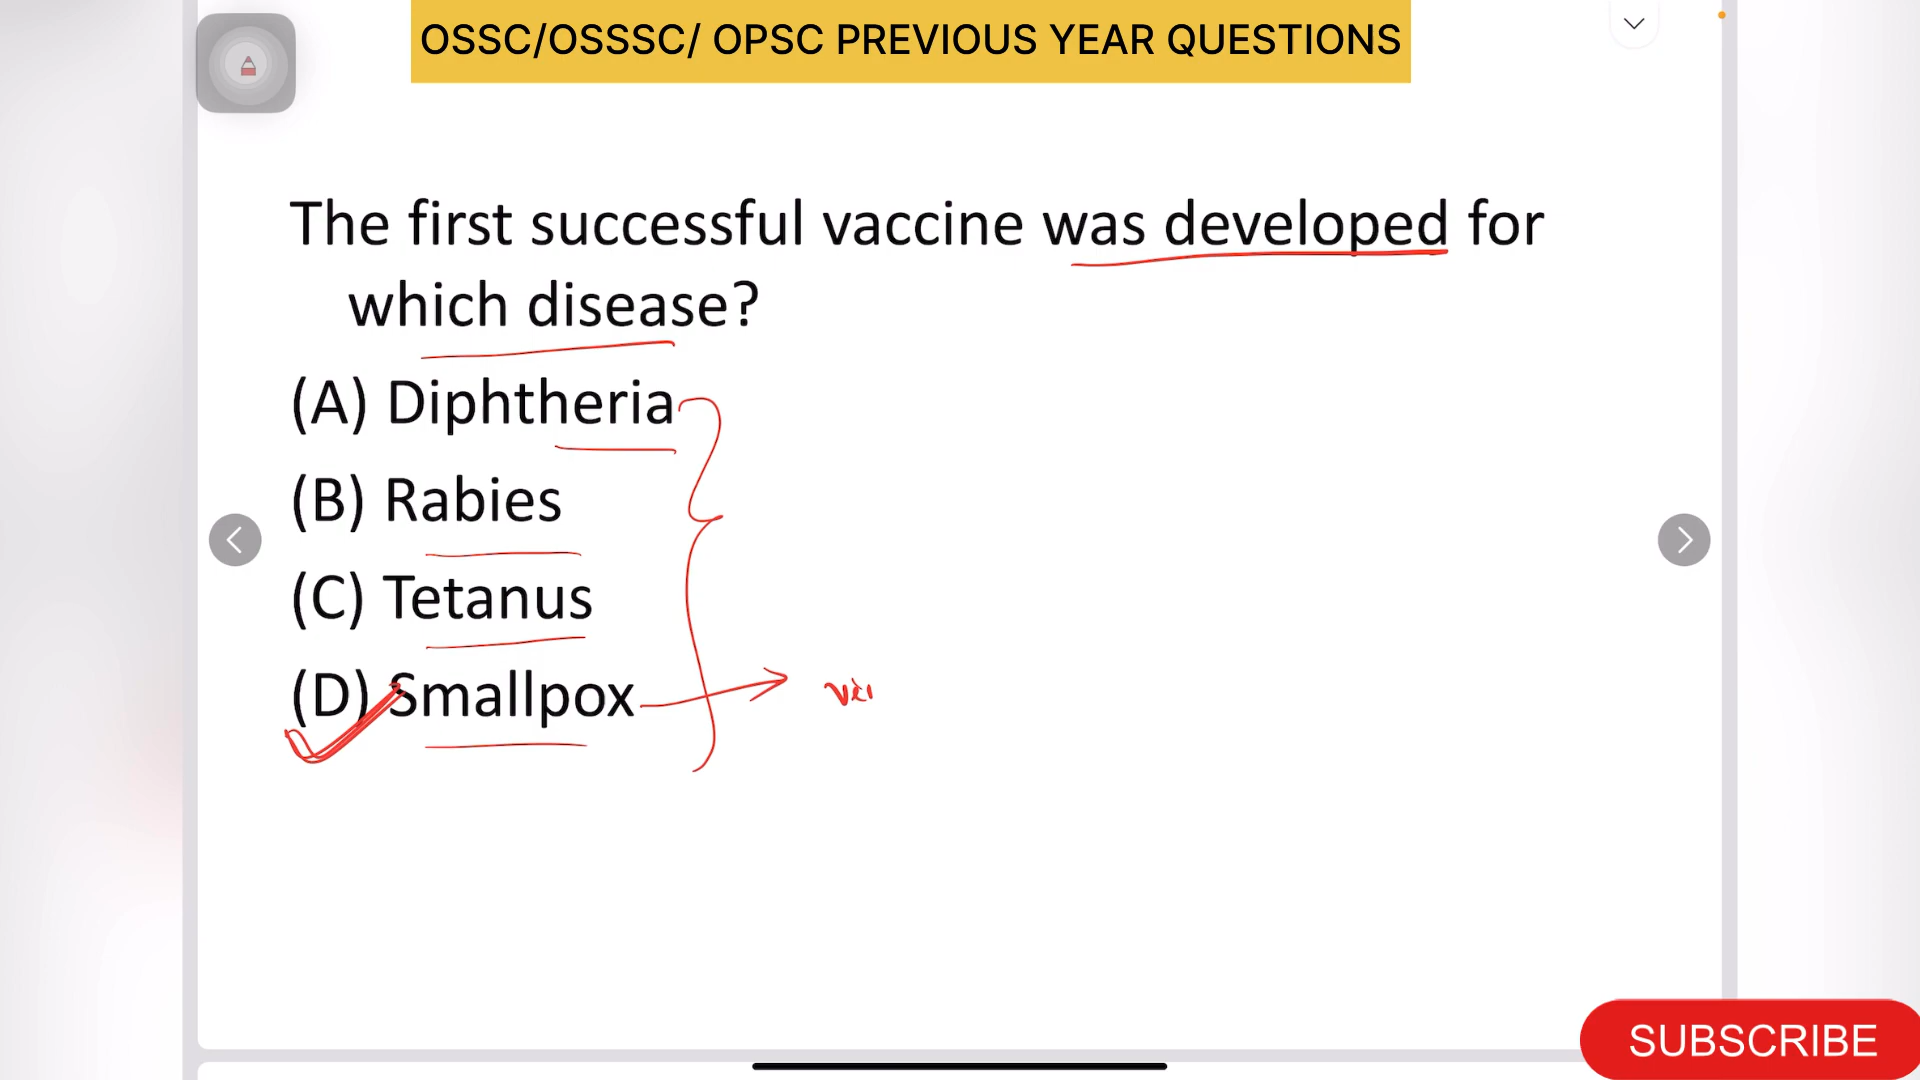 OSSC/OSSSC/ OPSC PREVIOUS YEAR QUESTIONS
The first successful vaccine was developed for
which disease?
(A) Diphtheria
(B) Rabies
(C) Tetanus
(D) Smallpox
SUBSCRIBE